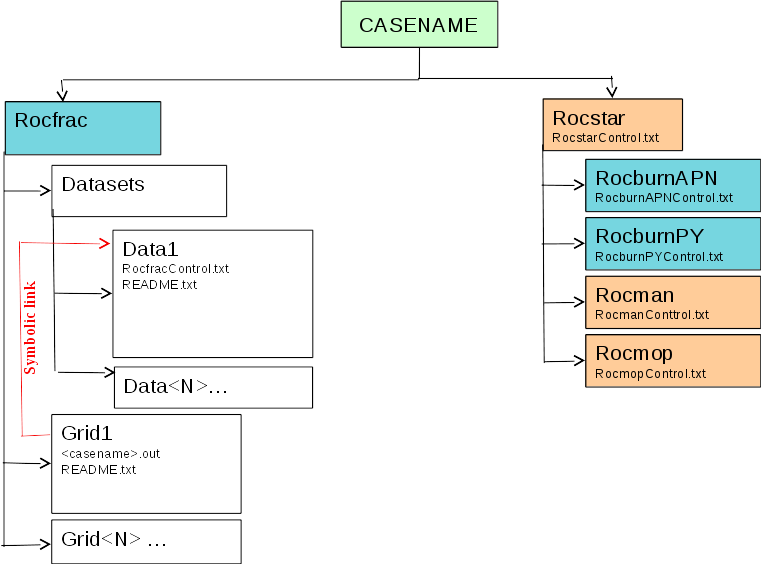 CASENAME
Rocfrac
Datasets
Data1
RocfracControl.txt
README.txt
Symbolic link
Data<N>...
Grid1
<casename>.out
README.txt
Grid<N> ...
Rocstar
RocstarControl.txt
RocburnAPN
RocburnAPNControl.txt
RocburnPY
RocburnPYControl.txt
Rocman
RocmanConttrol.txt
Rocmop
RocmopControl.txt